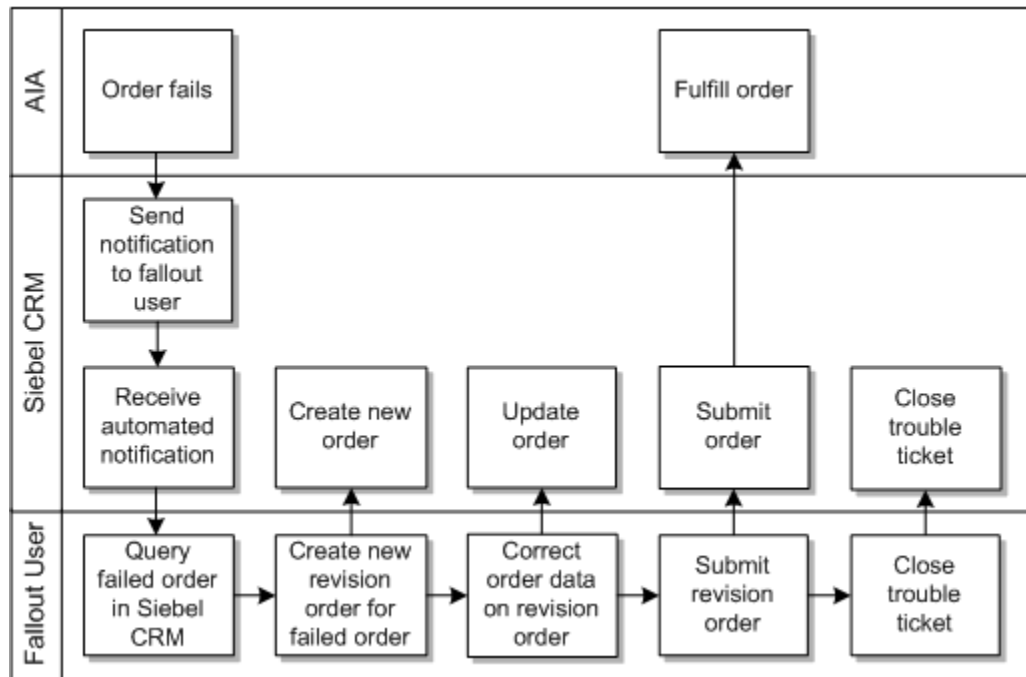 AIA
Order fails
Fulfill order
Siebel CRM
Send
notification
to fallout
user
Receive
automated
notification
Create new
order
Update
order
Submit
order
Close
trouble
ticket
Fallout User
Query
failed order
in Siebel
CRM
Create new
revision
order for
failed order
Correct
order data
on revision
order
Submit
revision
order
Close
trouble
ticket